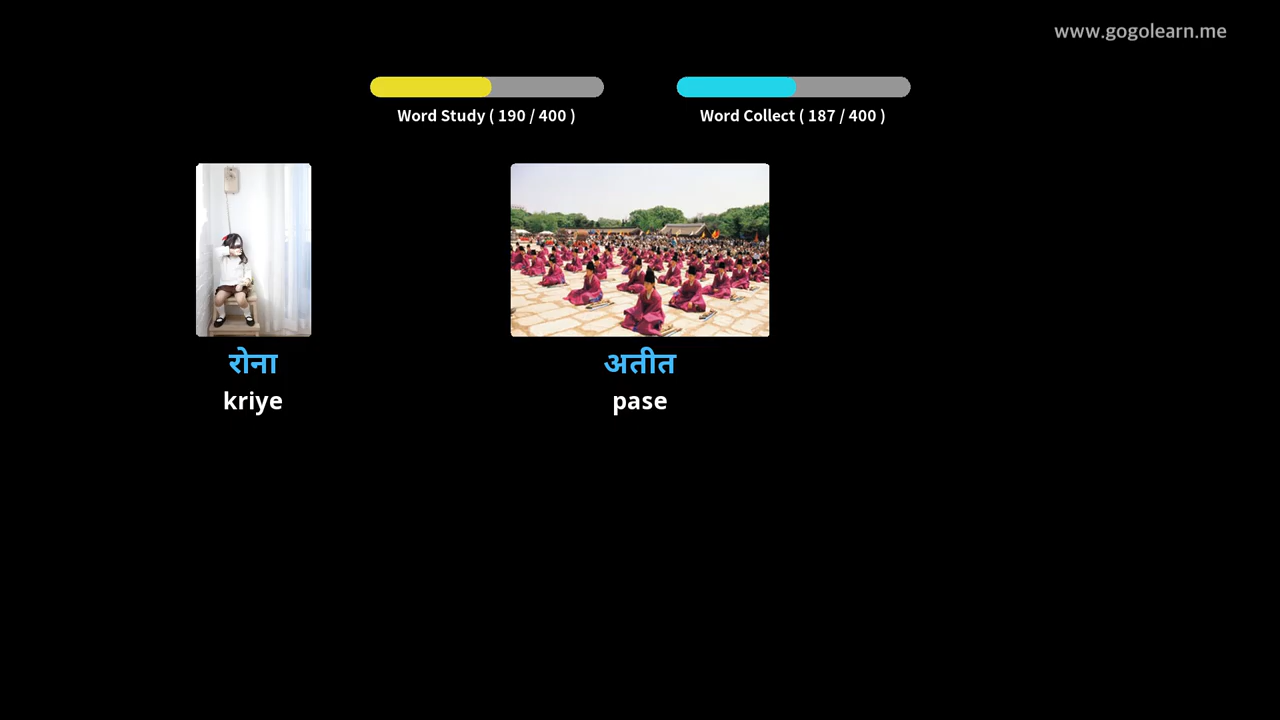 www.gogolearn.me
Word Study ( 190 / 400 )
Word Collect ( 187 / 400 )
रोना
kriye
अतीत
pase